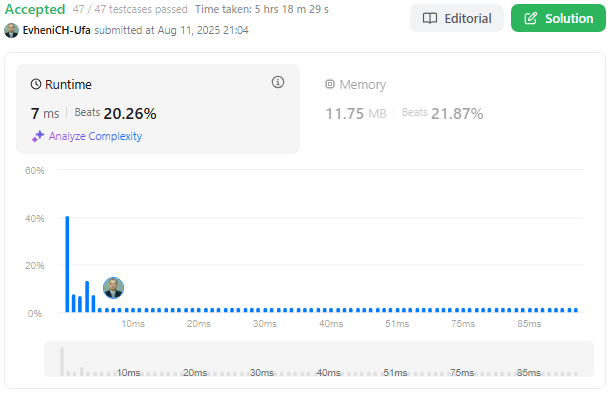 Accepted 47 / 47 testcases passed Time taken: 5 hrs 18 m 29 s
EvheniCH-Ufa submitted at Aug 11, 2025 21:04
Editorial
Solution
Runtime
7 ms Beats 20.26%
Analyze Complexity
Memory
11.75 MB Beats 21.87%
60%
40%
20%
0%
10ms 20ms 30ms 40ms 51ms 75ms 85ms
10ms 20ms 30ms 40ms 51ms 75ms 85ms